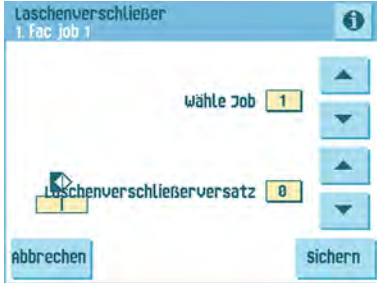 Laschenverschließer
1. Fac job 1
Wähle Job 1
Laschenverschließerversatz 0
Abbrechen
Sichern